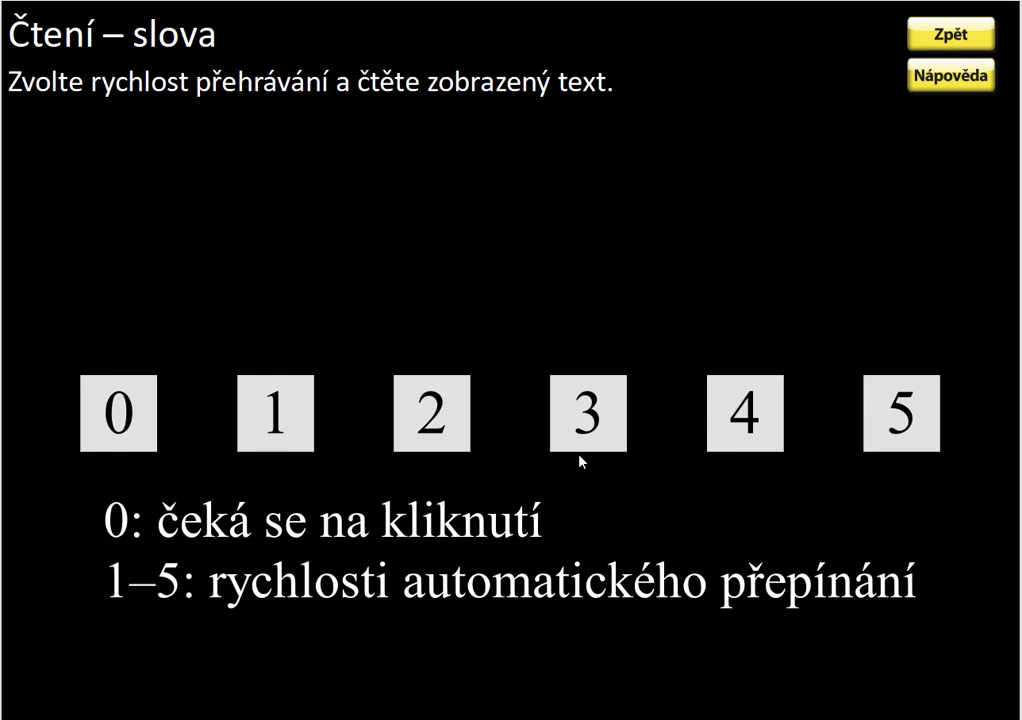 Čtení – slova
Zpět
Zvolte rychlost přehrávání a čtěte zobrazený text.
Nápověda
0 1 2 3 4 5
0: čeká se na kliknutí
1–5: rychlosti automatického přepínání